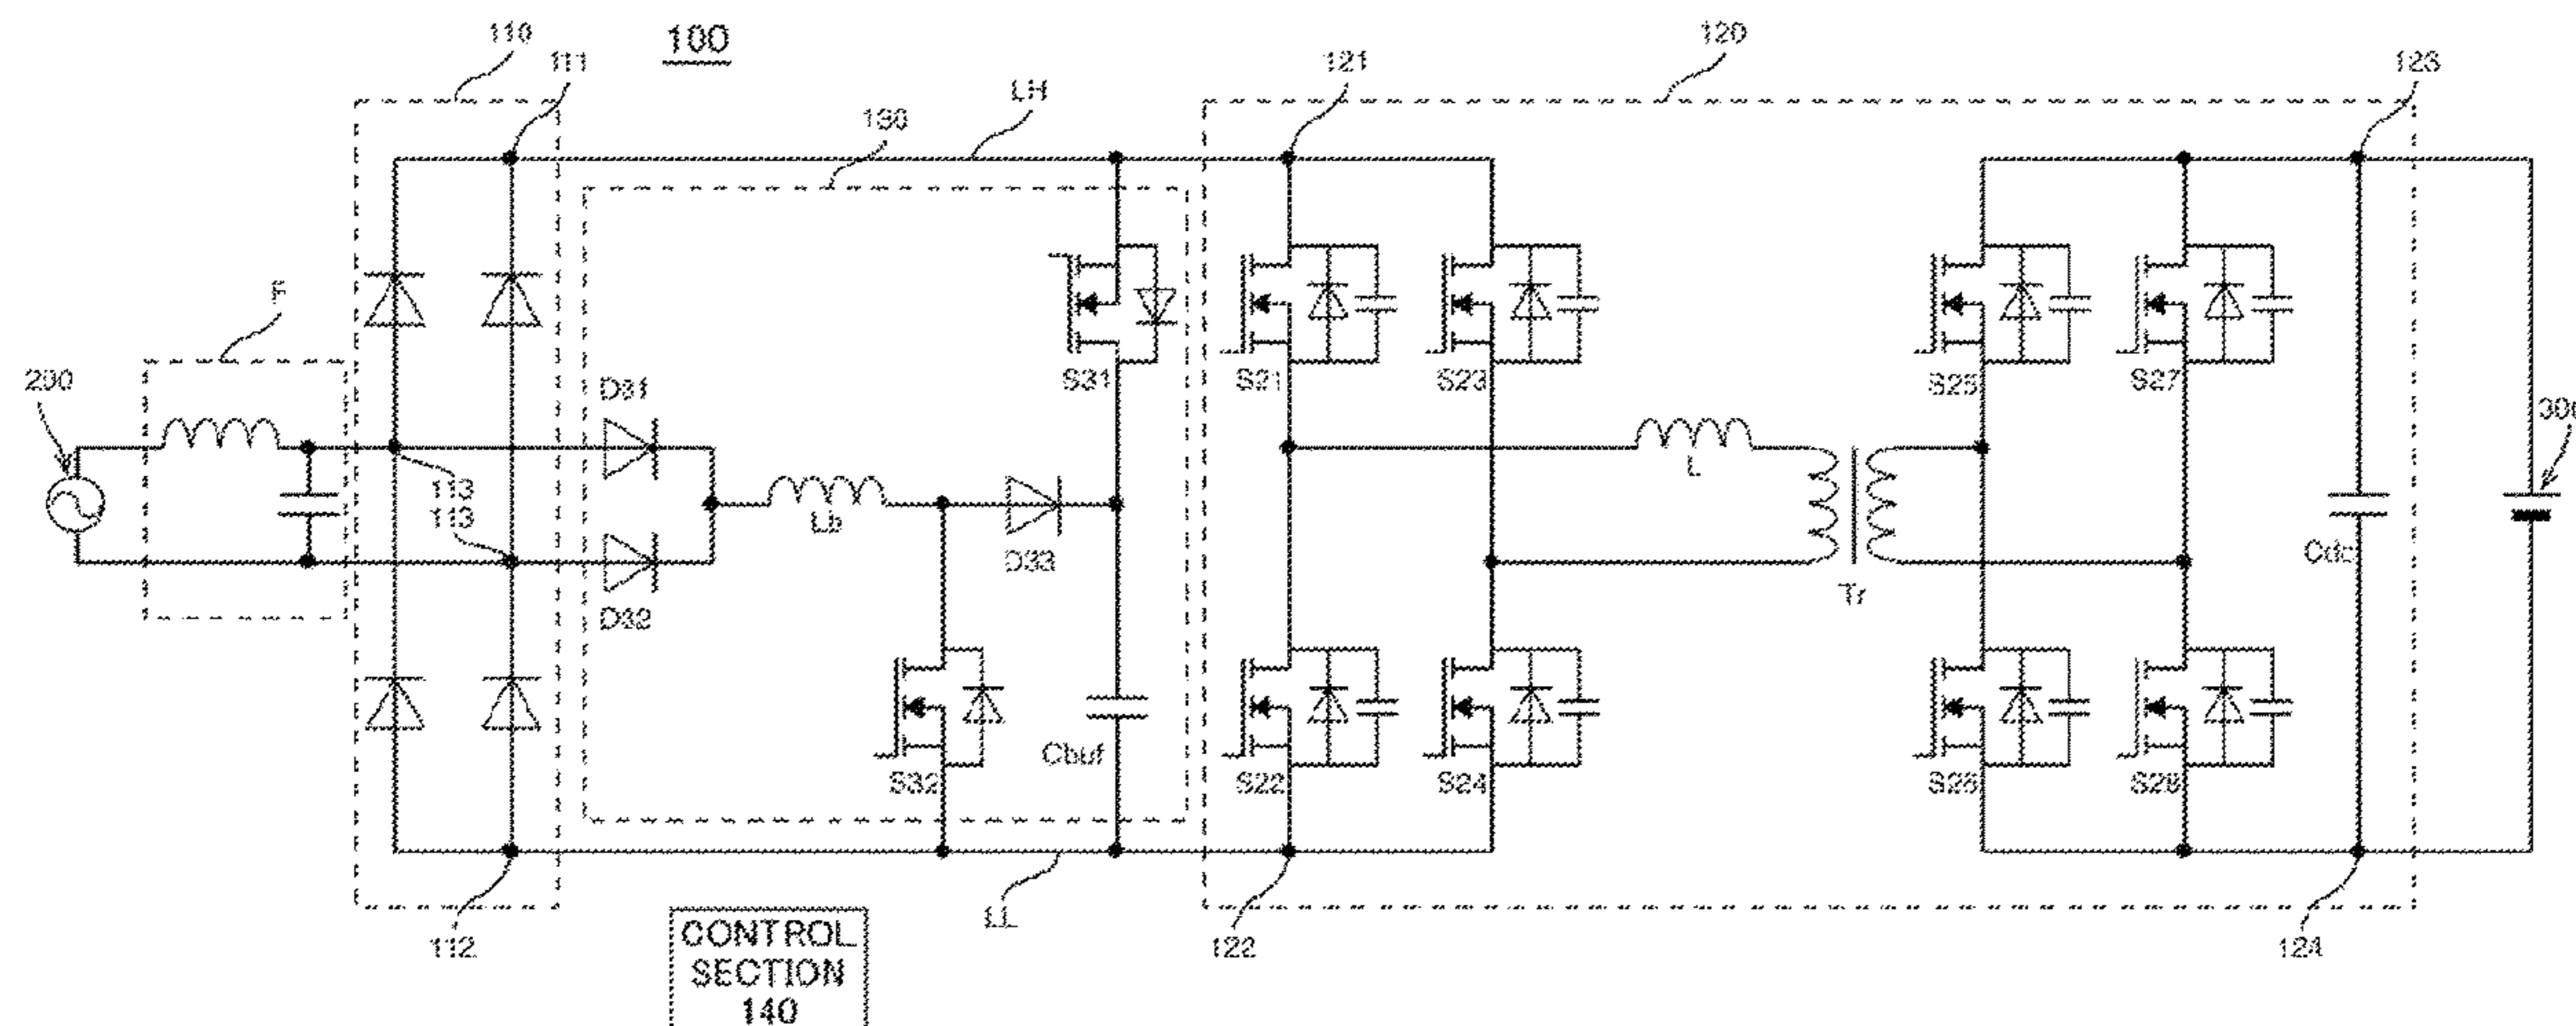 110
100
111
LH
130
121
120
123
F
200
D31
S31
S21
S23
S25
S27
300
113
113
Lb
D33
L
Tr
Cdc
D32
S32
Cbuf
S22
S24
S26
S28
112
CONTROL
SECTION
140
LL
122
124